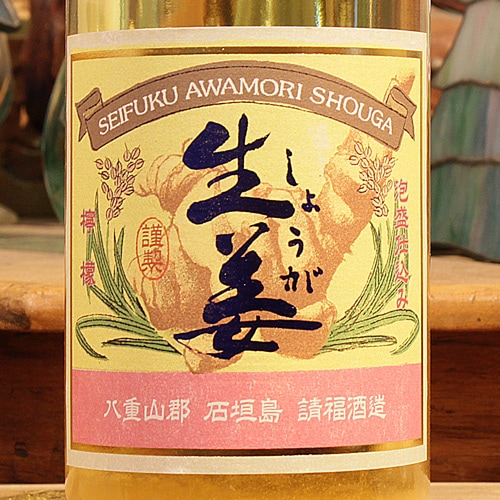 SEIFUKU AWAMORI SHOUGA
生姜
しょうが
泡盛仕込み
謹製
檸檬
八重山郡 石垣島 請福酒造